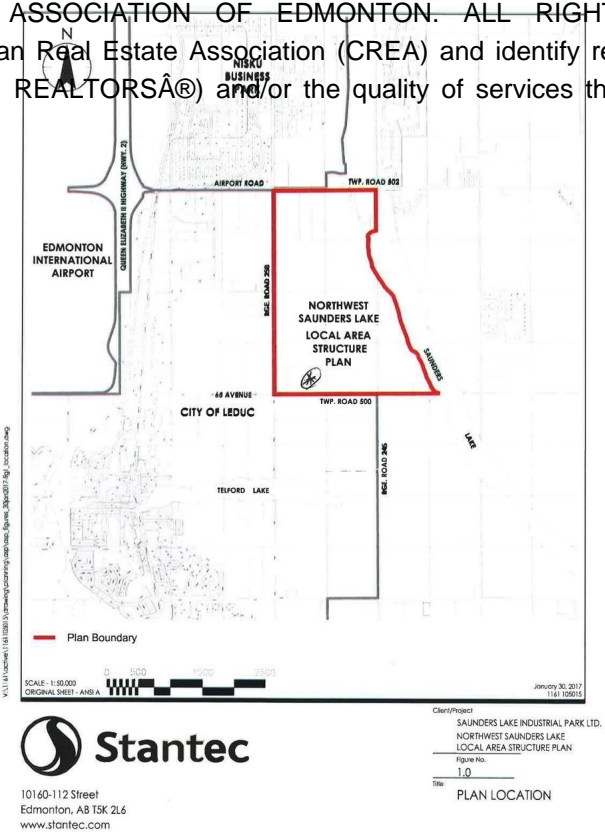 ASSOCIATION OF EDMONTON. ALL RIGHT
an Real Estate Association (CREA) and identify re
REALTORSÂ®) and/or the quality of services th
N
NISKU
BUSINESS
PARK
QUEEN ELIZABETH II HIGHWAY (HWY. 2)
AIRPORT ROAD
TWP. ROAD 502
EDMONTON
INTERNATIONAL
AIRPORT
RGE. ROAD 250
NORTHWEST
SAUNDERS LAKE
LOCAL AREA
STRUCTURE
PLAN
SAUNDERS
LAKE
65 AVENUE
TWP. ROAD 500
CITY OF LEDUC
RGE. ROAD 245
TELFORD LAKE
Plan Boundary
0 500 1500 2500
SCALE - 1:50,000
ORIGINAL SHEET - ANSI A
January 30, 2017
1161 105015
Stantec
10160-112 Street
Edmonton, AB T5K 2L6
www.stantec.com
Client/Project
SAUNDERS LAKE INDUSTRIAL PARK LTD.
NORTHWEST SAUNDERS LAKE
LOCAL AREA STRUCTURE PLAN
Figure No.
1.0
Title
PLAN LOCATION